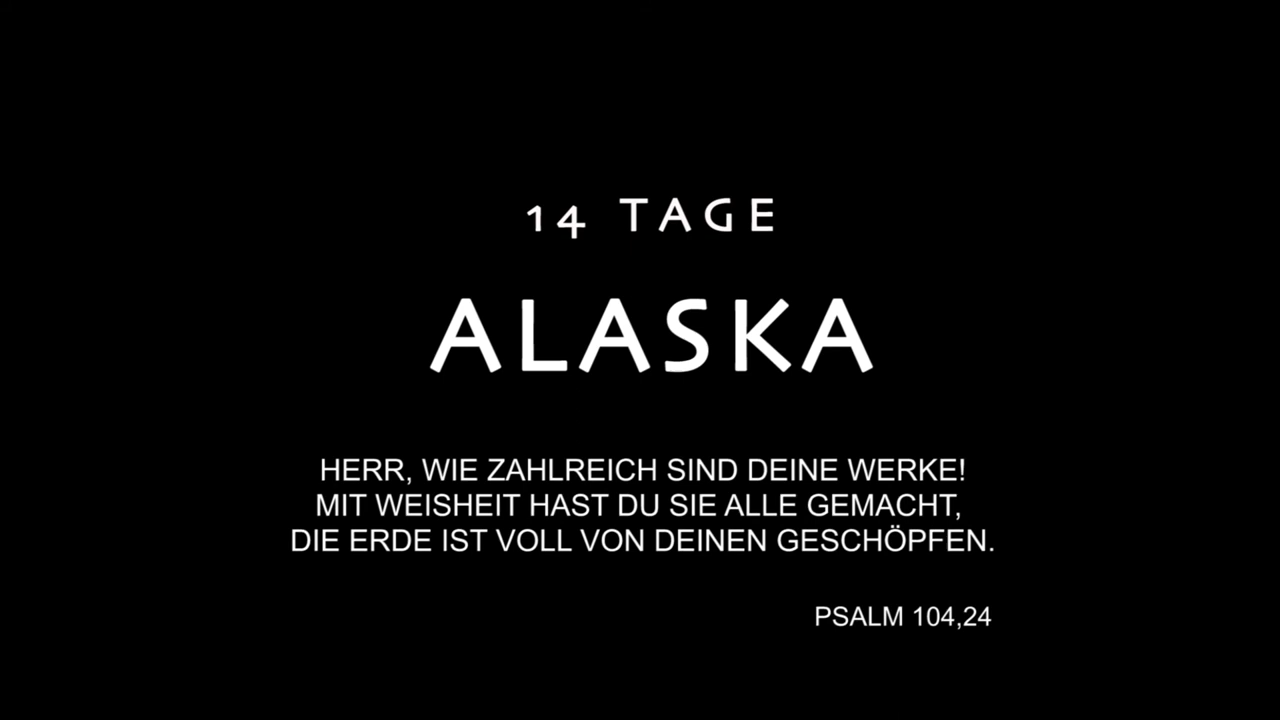 14 TAGE
ALASKA
HERR, WIE ZAHLREICH SIND DEINE WERKE!
MIT WEISHEIT HAST DU SIE ALLE GEMACHT,
DIE ERDE IST VOLL VON DEINEN GESCHÖPFEN.
PSALM 104,24